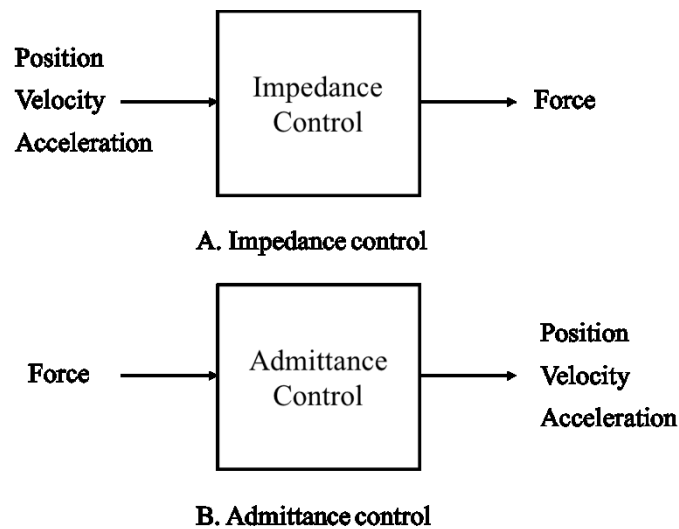 Position
Velocity
Acceleration
Impedance
Control
Force
A. Impedance control
Force
Admittance
Control
Position
Velocity
Acceleration
B. Admittance control